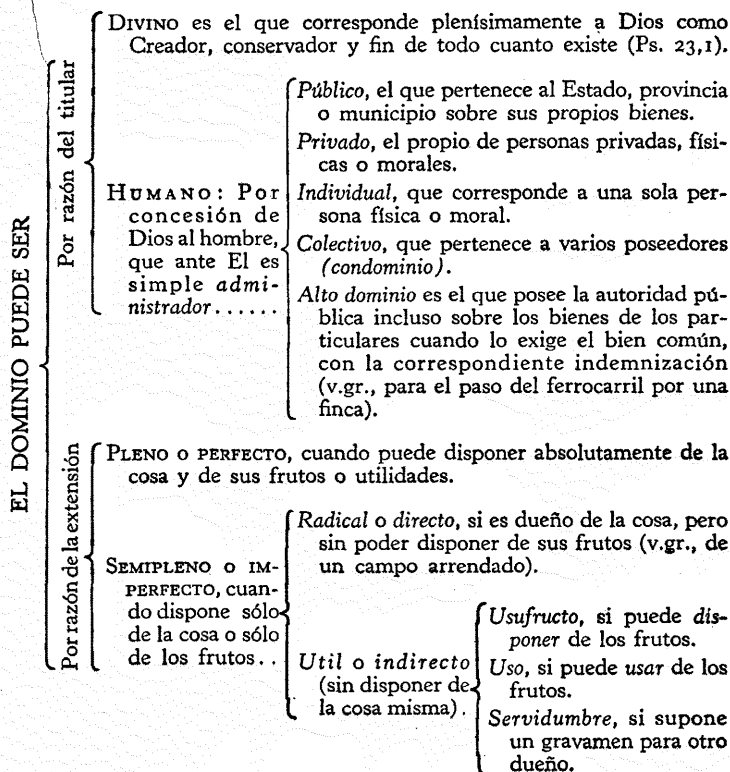 EL DOMINIO PUEDE SER
Por razón del titular
DIVINO es el que corresponde plenísimamente a Dios como
Creador, conservador y fin de todo cuanto existe (Ps. 23,1).
HUMANO: Por
concesión de
Dios al hombre,
que ante El es
simple admi-
nistrador......
Público, el que pertenece al Estado, provincia
o municipio sobre sus propios bienes.
Privado, el propio de personas privadas, físi-
cas o morales.
Individual, que corresponde a una sola per-
sona física o moral.
Colectivo, que pertenece a varios poseedores
(condominio).
Alto dominio es el que posee la autoridad pú-
blica incluso sobre los bienes de los par-
ticulares cuando lo exige el bien común,
con la correspondiente indemnización
(v.gr., para el paso del ferrocarril por una
finca).
Por razón de la extensión
PLENO O PERFECTO, cuando puede disponer absolutamente de la
cosa y de sus frutos o utilidades.
SEMIPLENO O IM-
PERFECTO, cuan-
do dispone sólo
de la cosa o sólo
de los frutos..
Radical o directo, si es dueño de la cosa, pero
sin poder disponer de sus frutos (v.gr., de
un campo arrendado).
Util o indirecto
(sin disponer de
la cosa misma).
Usufructo, si puede dis-
poner de los frutos.
Uso, si puede usar de los
frutos.
Servidumbre, si supone
un gravamen para otro
dueño.